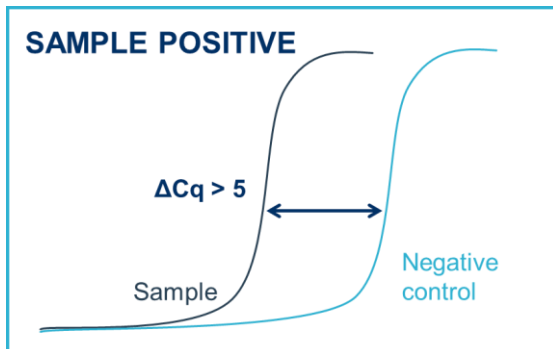 SAMPLE POSITIVE
ΔCq > 5
Sample
Negative
control